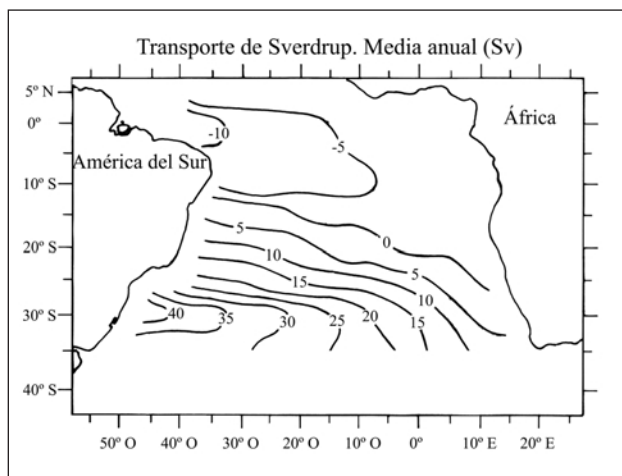 Transporte de Sverdrup. Media anual (Sv)
5º N
0º
10º S
20º S
30º S
40º S
América del Sur
África
-10
-5
0
5
5
10
10
15
15
40
35
30
25
20
50º O
40º O
30º O
20º O
10º O
0º
10º E
20º E